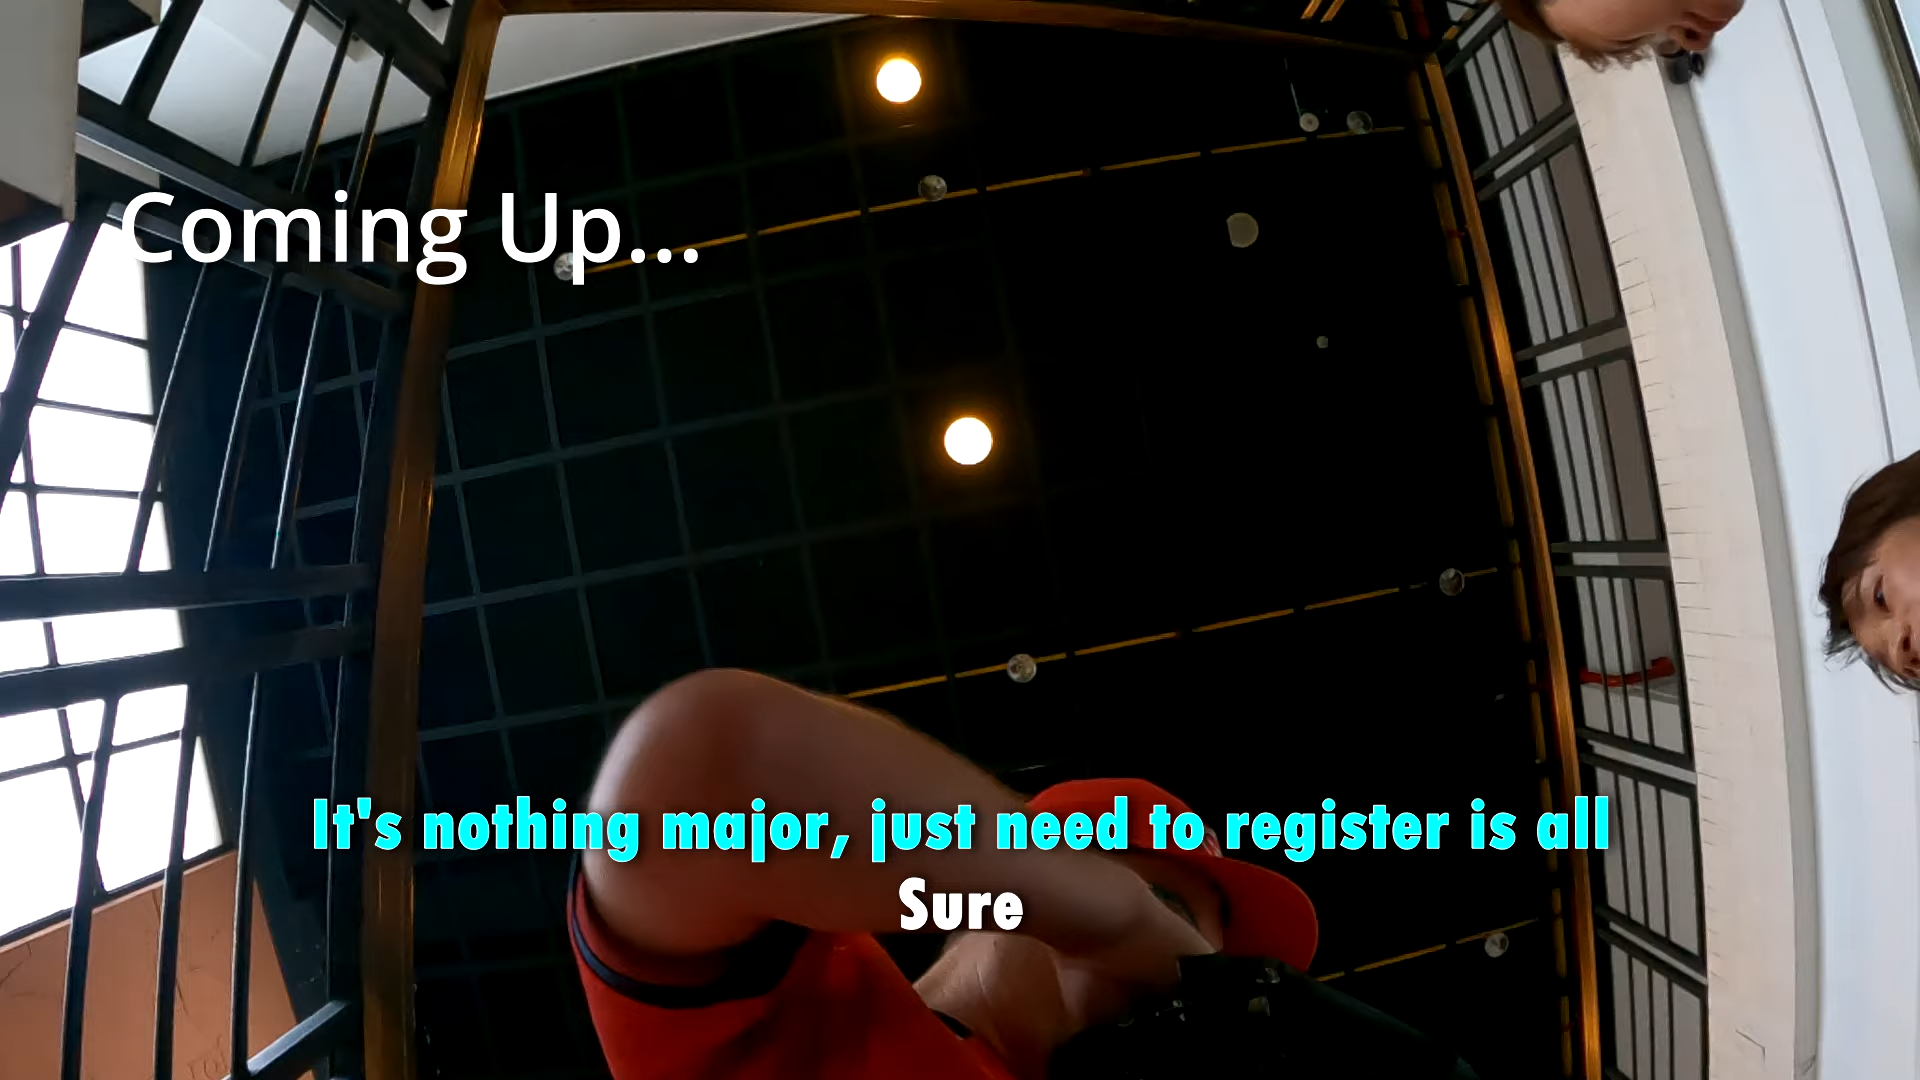 Coming Up...
It's nothing major, just need to register is all
Sure